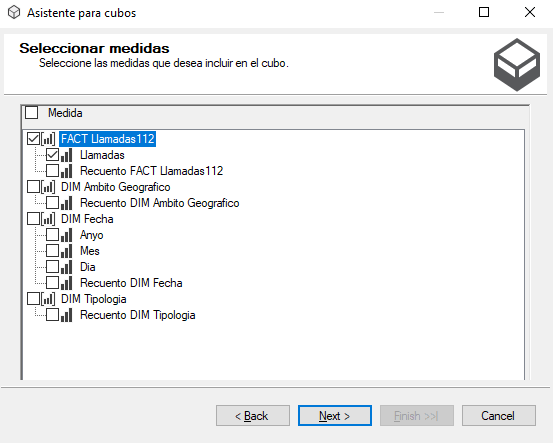 Asistente para cubos
Seleccionar medidas
Seleccione las medidas que desea incluir en el cubo.
Medida
FACT Llamadas112
Llamadas
Recuento FACT Llamadas112
DIM Ambito Geografico
Recuento DIM Ambito Geografico
DIM Fecha
Anyo
Mes
Dia
Recuento DIM Fecha
DIM Tipologia
Recuento DIM Tipologia
< Back Next > Finish >>| Cancel